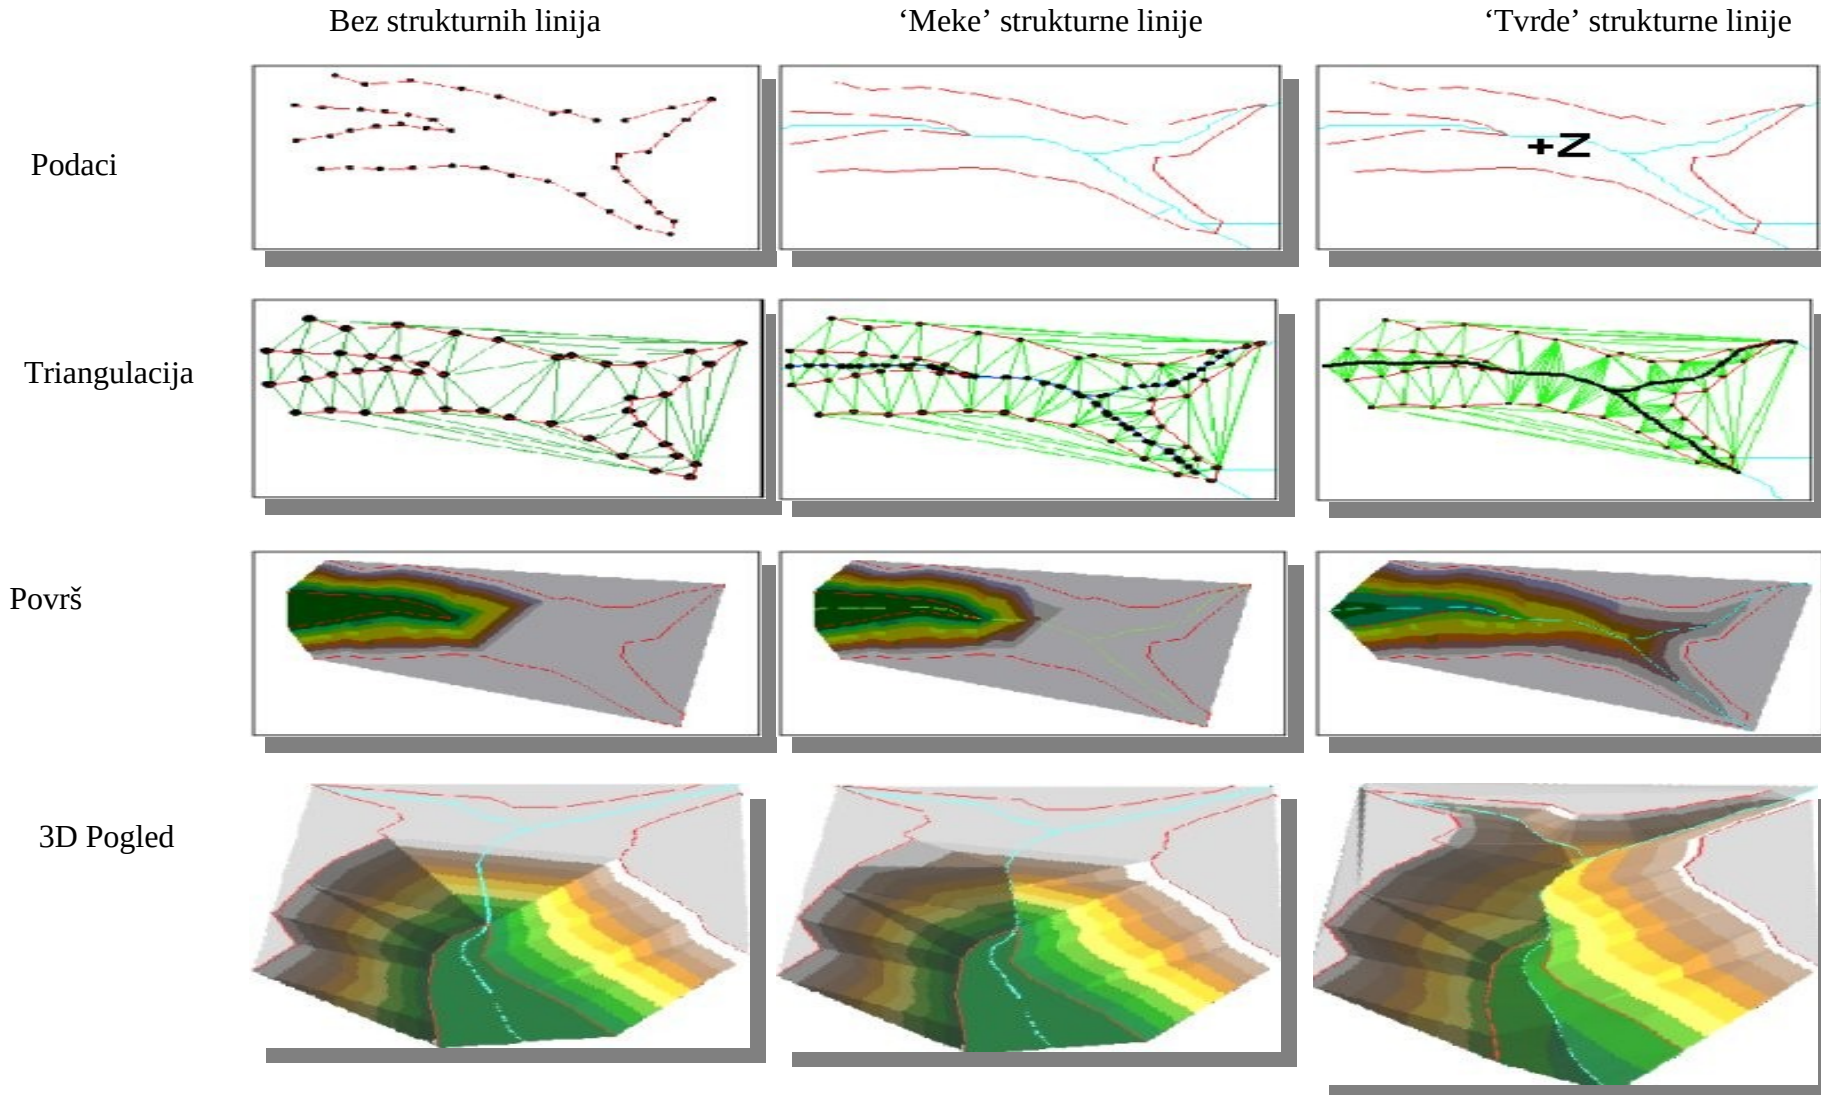 Bez strukturnih linija
‘Meke’ strukturne linije
‘Tvrde’ strukturne linije
Podaci
+Z
Triangulacija
Površ
3D Pogled